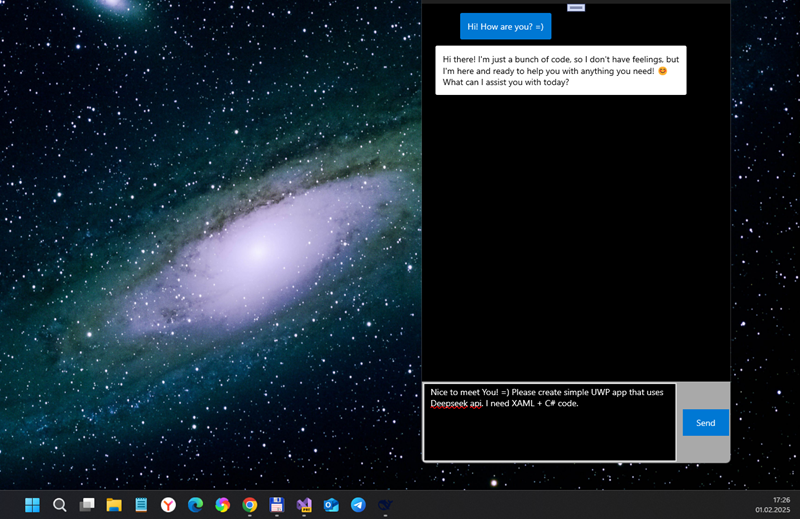 Hi! How are you? =)
Hi there! I'm just a bunch of code, so I don't have feelings, but
I'm here and ready to help you with anything you need! 😊
What can I assist you with today?
Nice to meet You! =) Please create simple UWP app that uses
Deepseek api. I need XAML + C# code.
Send
17:26
01.02.2025